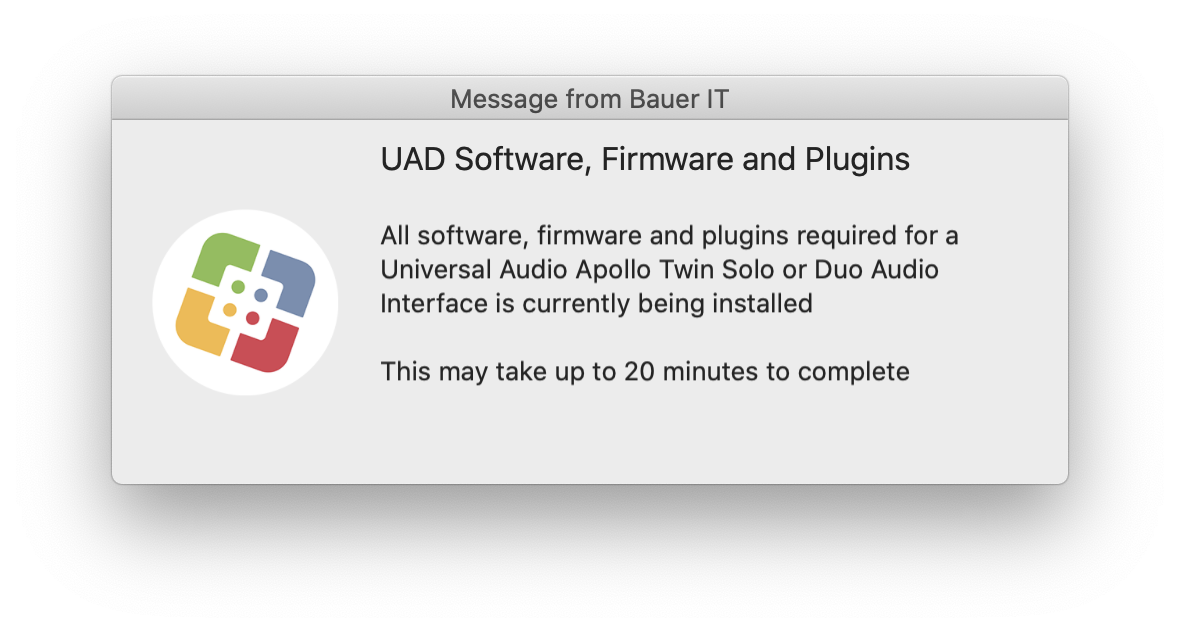 Message from Bauer IT
UAD Software, Firmware and Plugins
All software, firmware and plugins required for a
Universal Audio Apollo Twin Solo or Duo Audio
Interface is currently being installed
This may take up to 20 minutes to complete